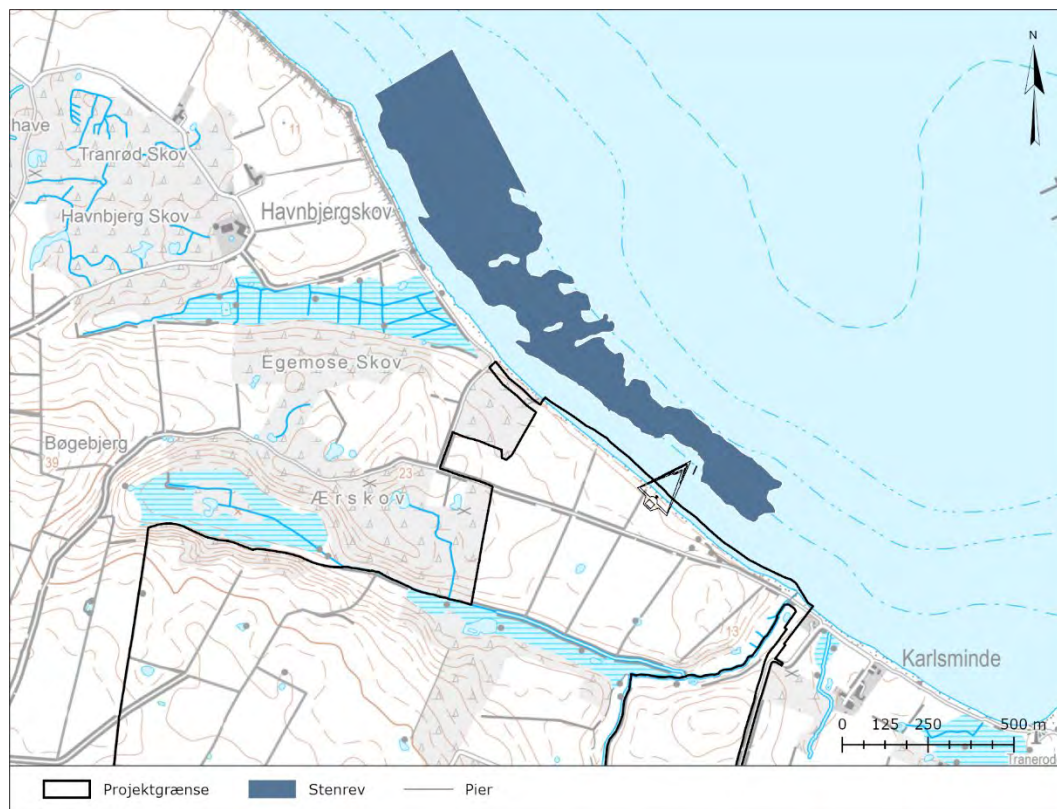 N
have
Tranrød Skov
11
Havnbjerg Skov
Havnbjergskov
Egemose Skov
Bøgebjerg
39
23
Ærskov
13
Karlsminde
0 125 250 500 m
Tranerod
Projektgrænse Stenrev Pier